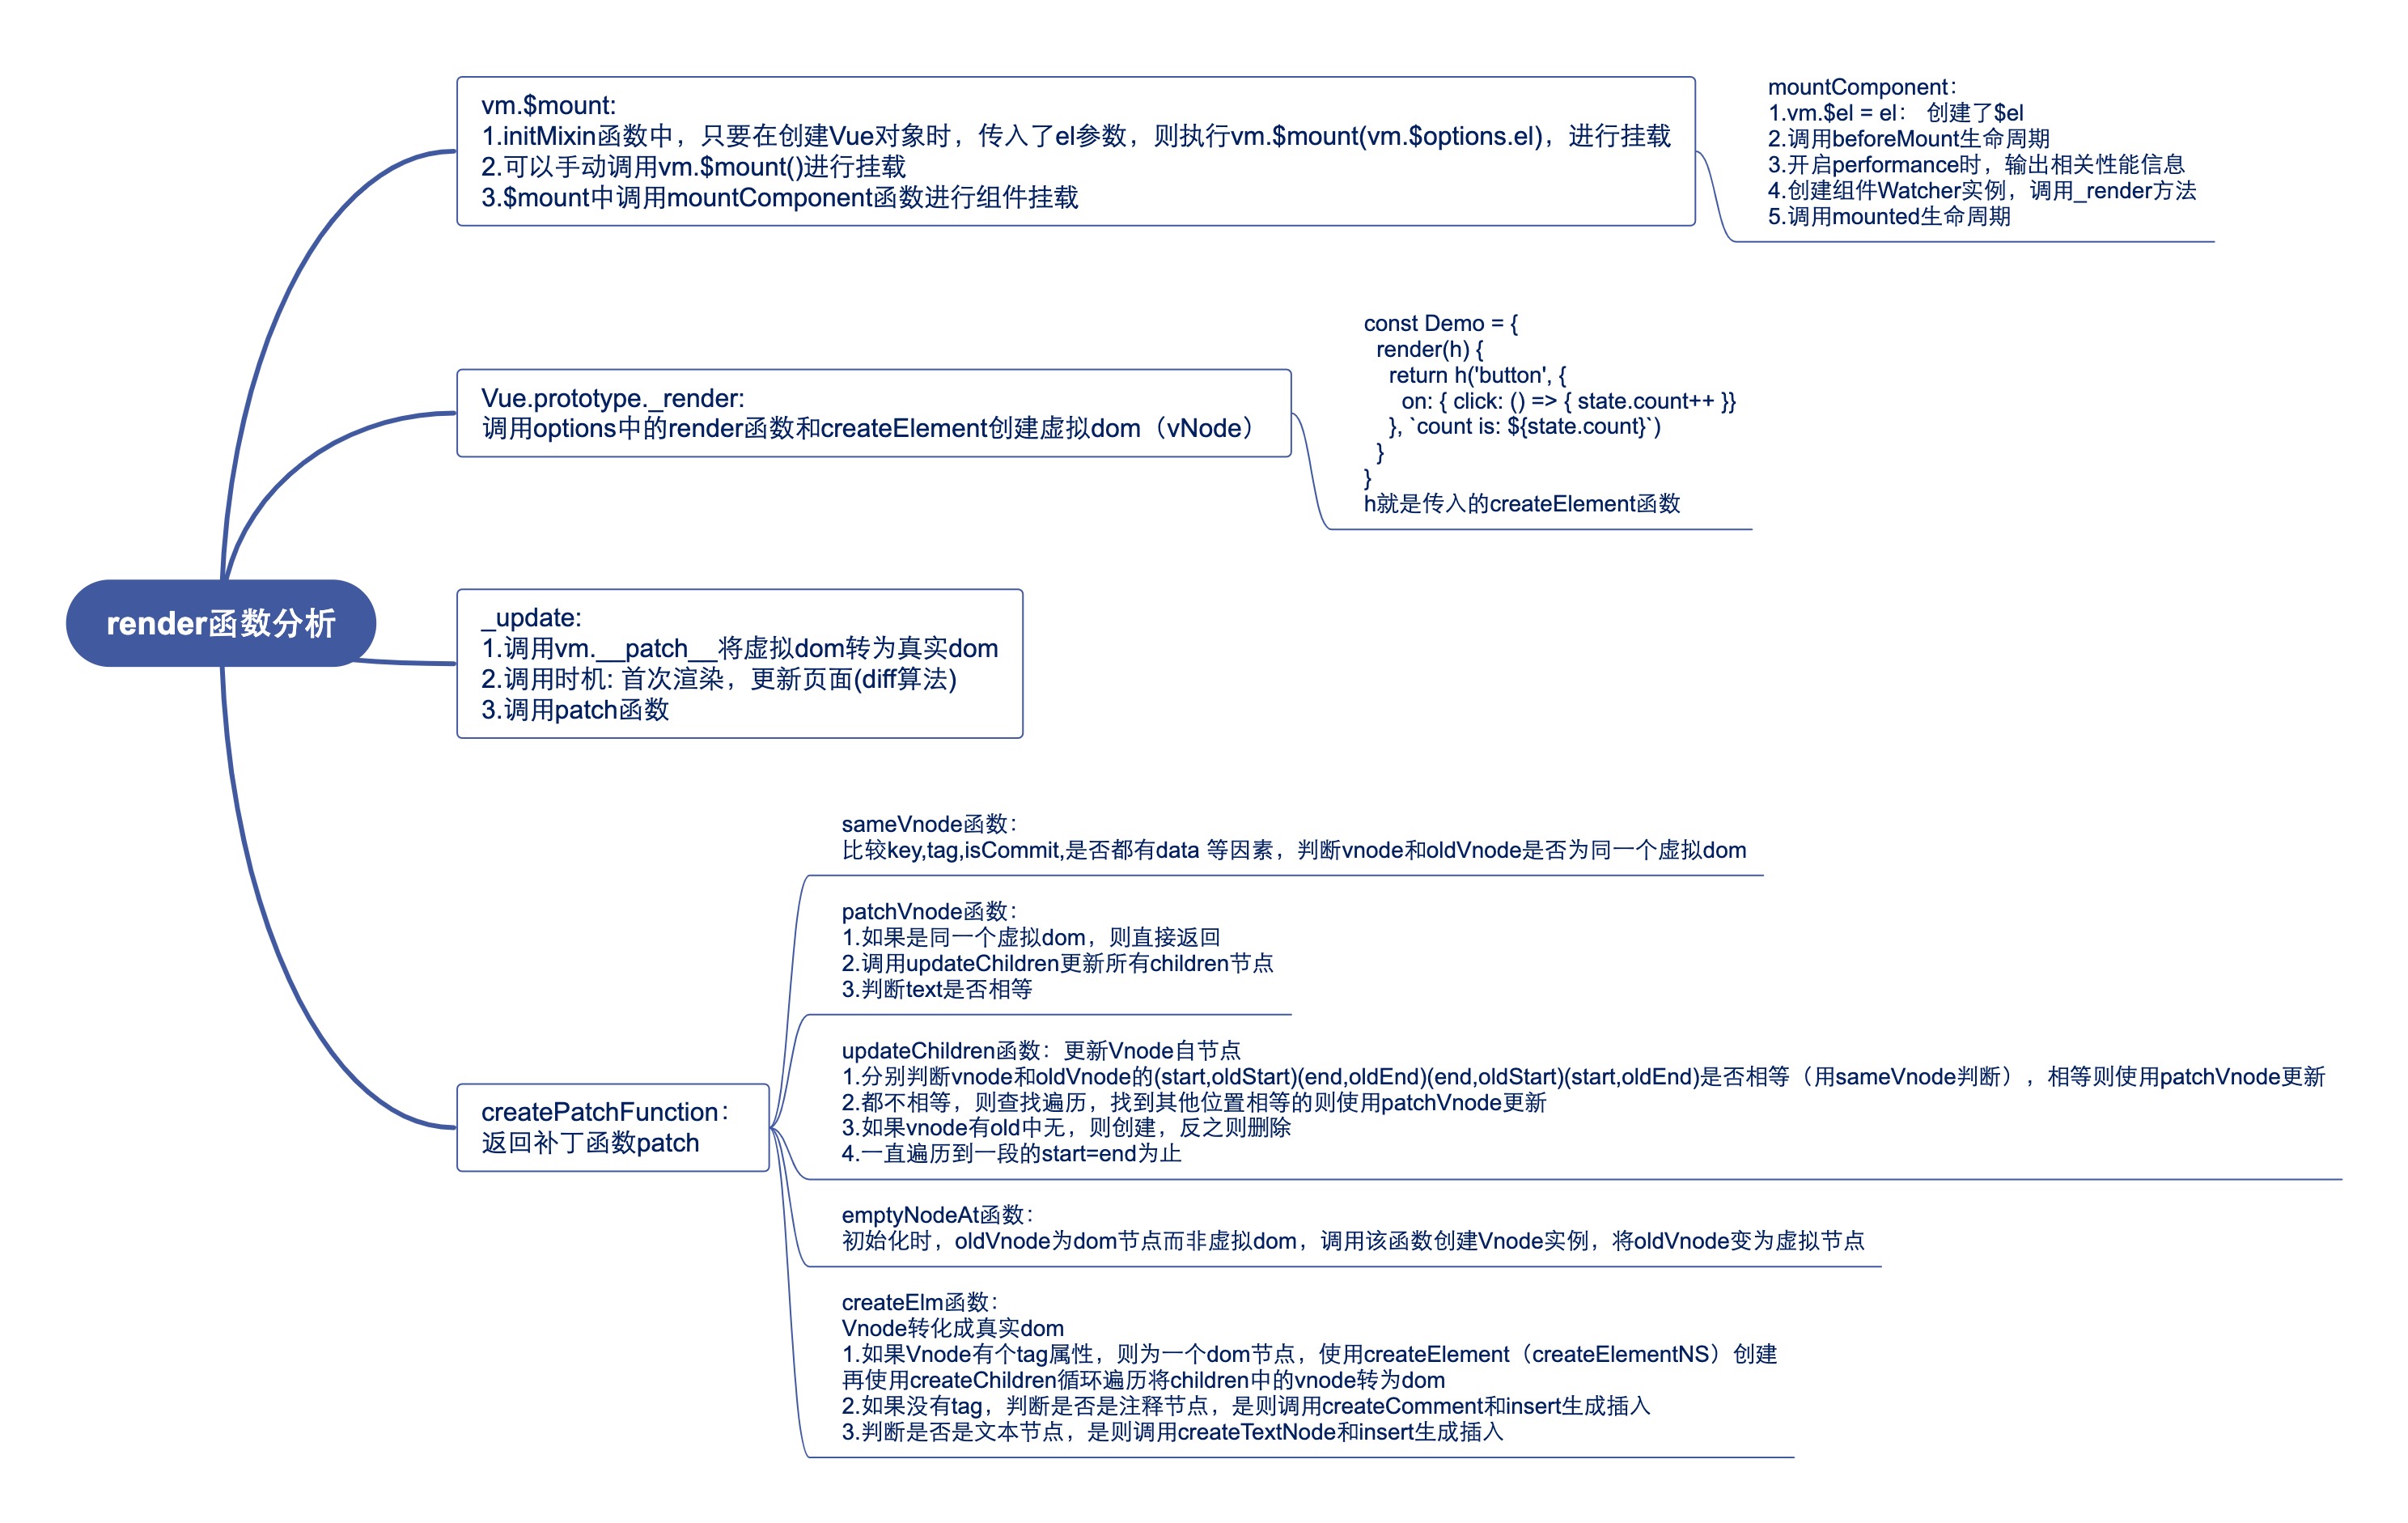 render函数分析
vm.$mount:
1.initMixin函数中，只要在创建Vue对象时，传入了el参数，则执行vm.$mount(vm.$options.el)，进行挂载
2.可以手动调用vm.$mount()进行挂载
3.$mount中调用mountComponent函数进行组件挂载
mountComponent：
1.vm.$el = el： 创建了$el
2.调用beforeMount生命周期
3.开启performance时，输出相关性能信息
4.创建组件Watcher实例，调用_render方法
5.调用mounted生命周期
Vue.prototype._render:
调用options中的render函数和createElement创建虚拟dom（vNode）
const Demo = {
render(h) {
return h('button', {
on: { click: () => { state.count++ }}
}, `count is: ${state.count}`)
}
}
h就是传入的createElement函数
_update:
1.调用vm.__patch__将虚拟dom转为真实dom
2.调用时机: 首次渲染，更新页面(diff算法)
3.调用patch函数
createPatchFunction：
返回补丁函数patch
sameVnode函数：
比较key,tag,isCommit,是否都有data 等因素，判断vnode和oldVnode是否为同一个虚拟dom
patchVnode函数：
1.如果是同一个虚拟dom，则直接返回
2.调用updateChildren更新所有children节点
3.判断text是否相等
updateChildren函数：更新Vnode自节点
1.分别判断vnode和oldVnode的(start,oldStart)(end,oldEnd)(end,oldStart)(start,oldEnd)是否相等（用sameVnode判断），相等则使用patchVnode更新
2.都不相等，则查找遍历，找到其他位置相等的则使用patchVnode更新
3.如果vnode有old中无，则创建，反之则删除
4.一直遍历到一段的start=end为止
emptyNodeAt函数：
初始化时，oldVnode为dom节点而非虚拟dom，调用该函数创建Vnode实例，将oldVnode变为虚拟节点
createElm函数：
Vnode转化成真实dom
1.如果Vnode有个tag属性，则为一个dom节点，使用createElement（createElementNS）创建
再使用createChildren循环遍历将children中的vnode转为dom
2.如果没有tag，判断是否是注释节点，是则调用createComment和insert生成插入
3.判断是否是文本节点，是则调用createTextNode和insert生成插入